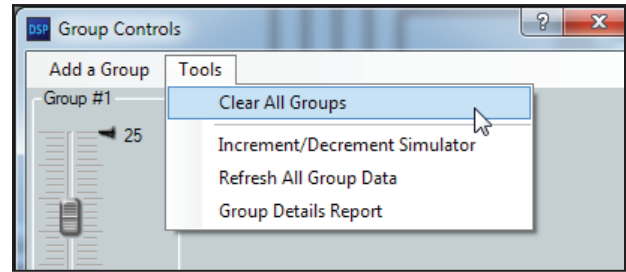 DSP Group Controls
?
Add a Group Tools
Group #1
Clear All Groups
25
Increment/Decrement Simulator
Refresh All Group Data
Group Details Report